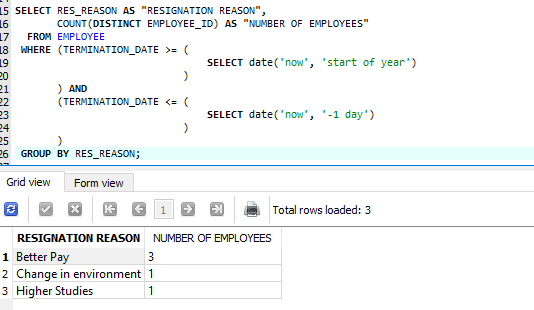 15 SELECT RES_REASON AS "RESIGNATION REASON",
16 COUNT(DISTINCT EMPLOYEE_ID) AS "NUMBER OF EMPLOYEES"
17 FROM EMPLOYEE
18 WHERE (TERMINATION_DATE >= (
19 SELECT date('now', 'start of year')
20 )
21 ) AND
22 (TERMINATION_DATE <= (
23 SELECT date('now', '-1 day')
24 )
25 )
26 GROUP BY RES_REASON;
Grid view Form view
1 Total rows loaded: 3
RESIGNATION REASON NUMBER OF EMPLOYEES
1 Better Pay 3
2 Change in environment 1
3 Higher Studies 1